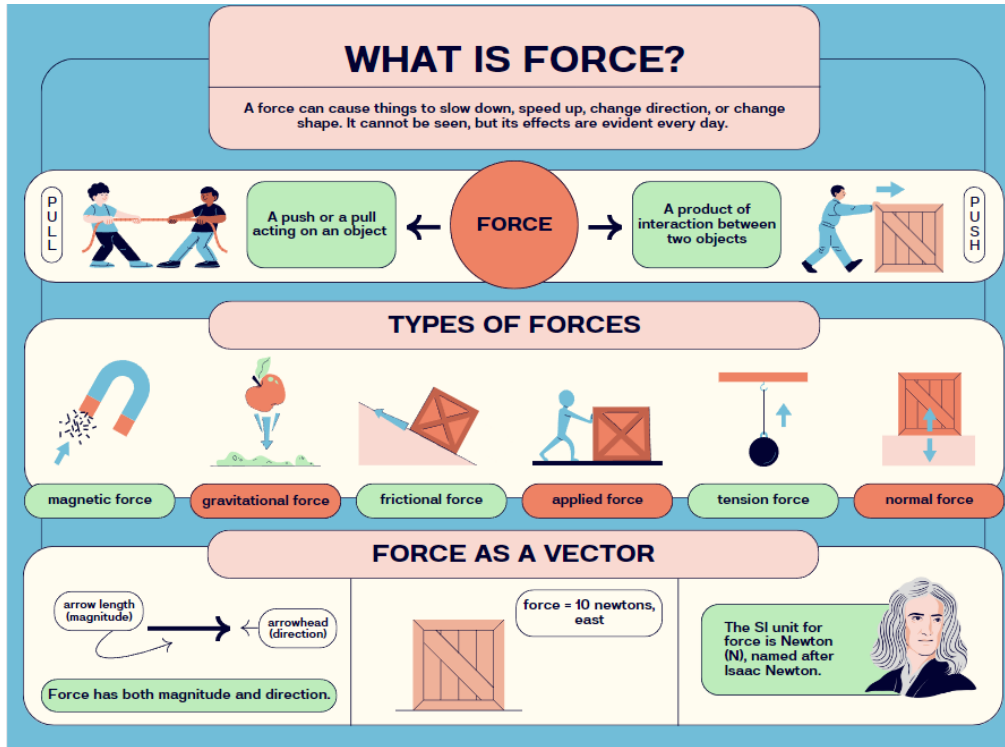 WHAT IS FORCE?
A force can cause things to slow down, speed up, change direction, or change
shape. It cannot be seen, but its effects are evident every day.
PULL
A push or a pull
acting on an object
FORCE
A product of
interaction between
two objects
PUSH
TYPES OF FORCES
magnetic force
gravitational force
frictional force
applied force
tension force
normal force
FORCE AS A VECTOR
arrow length
(magnitude)
arrowhead
(direction)
Force has both magnitude and direction.
force = 10 newtons,
east
The SI unit for
force is Newton
(N), named after
Isaac Newton.